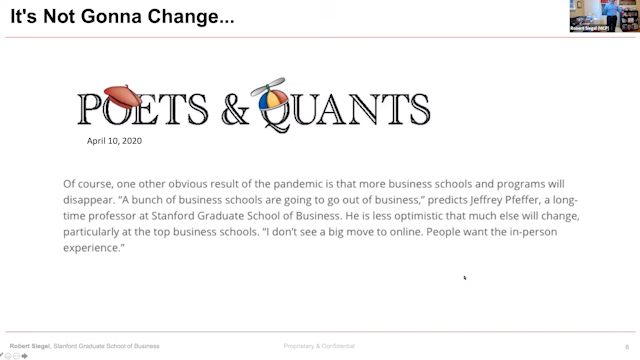 It's Not Gonna Change...
Robert Siegel (MCP)
POETS & QUANTS
April 10, 2020
Of course, one other obvious result of the pandemic is that more business schools and programs will
disappear. “A bunch of business schools are going to go out of business,” predicts Jeffrey Pfeffer, a long-
time professor at Stanford Graduate School of Business. He is less optimistic that much else will change,
particularly at the top business schools. “I don't see a big move to online. People want the in-person
experience.”
Robert Siegel, Stanford Graduate School of Business
Proprietary & Confidential